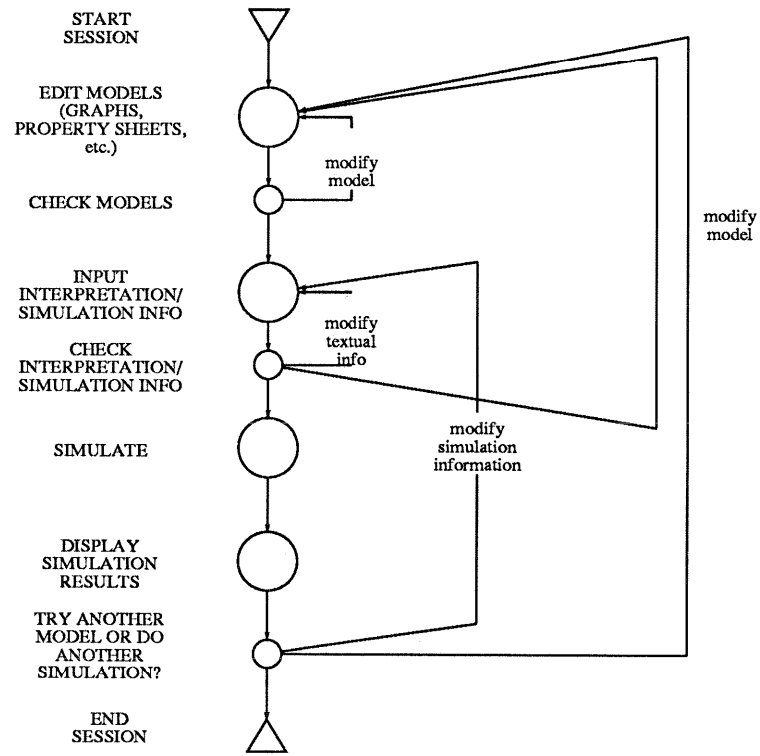 START
SESSION
EDIT MODELS
(GRAPHS,
PROPERTY SHEETS,
etc.)
modify
model
CHECK MODELS
modify
model
INPUT
INTERPRETATION/
SIMULATION INFO
modify
textual
info
CHECK
INTERPRETATION/
SIMULATION INFO
modify
simulation
information
SIMULATE
DISPLAY
SIMULATION
RESULTS
TRY ANOTHER
MODEL OR DO
ANOTHER
SIMULATION?
END
SESSION